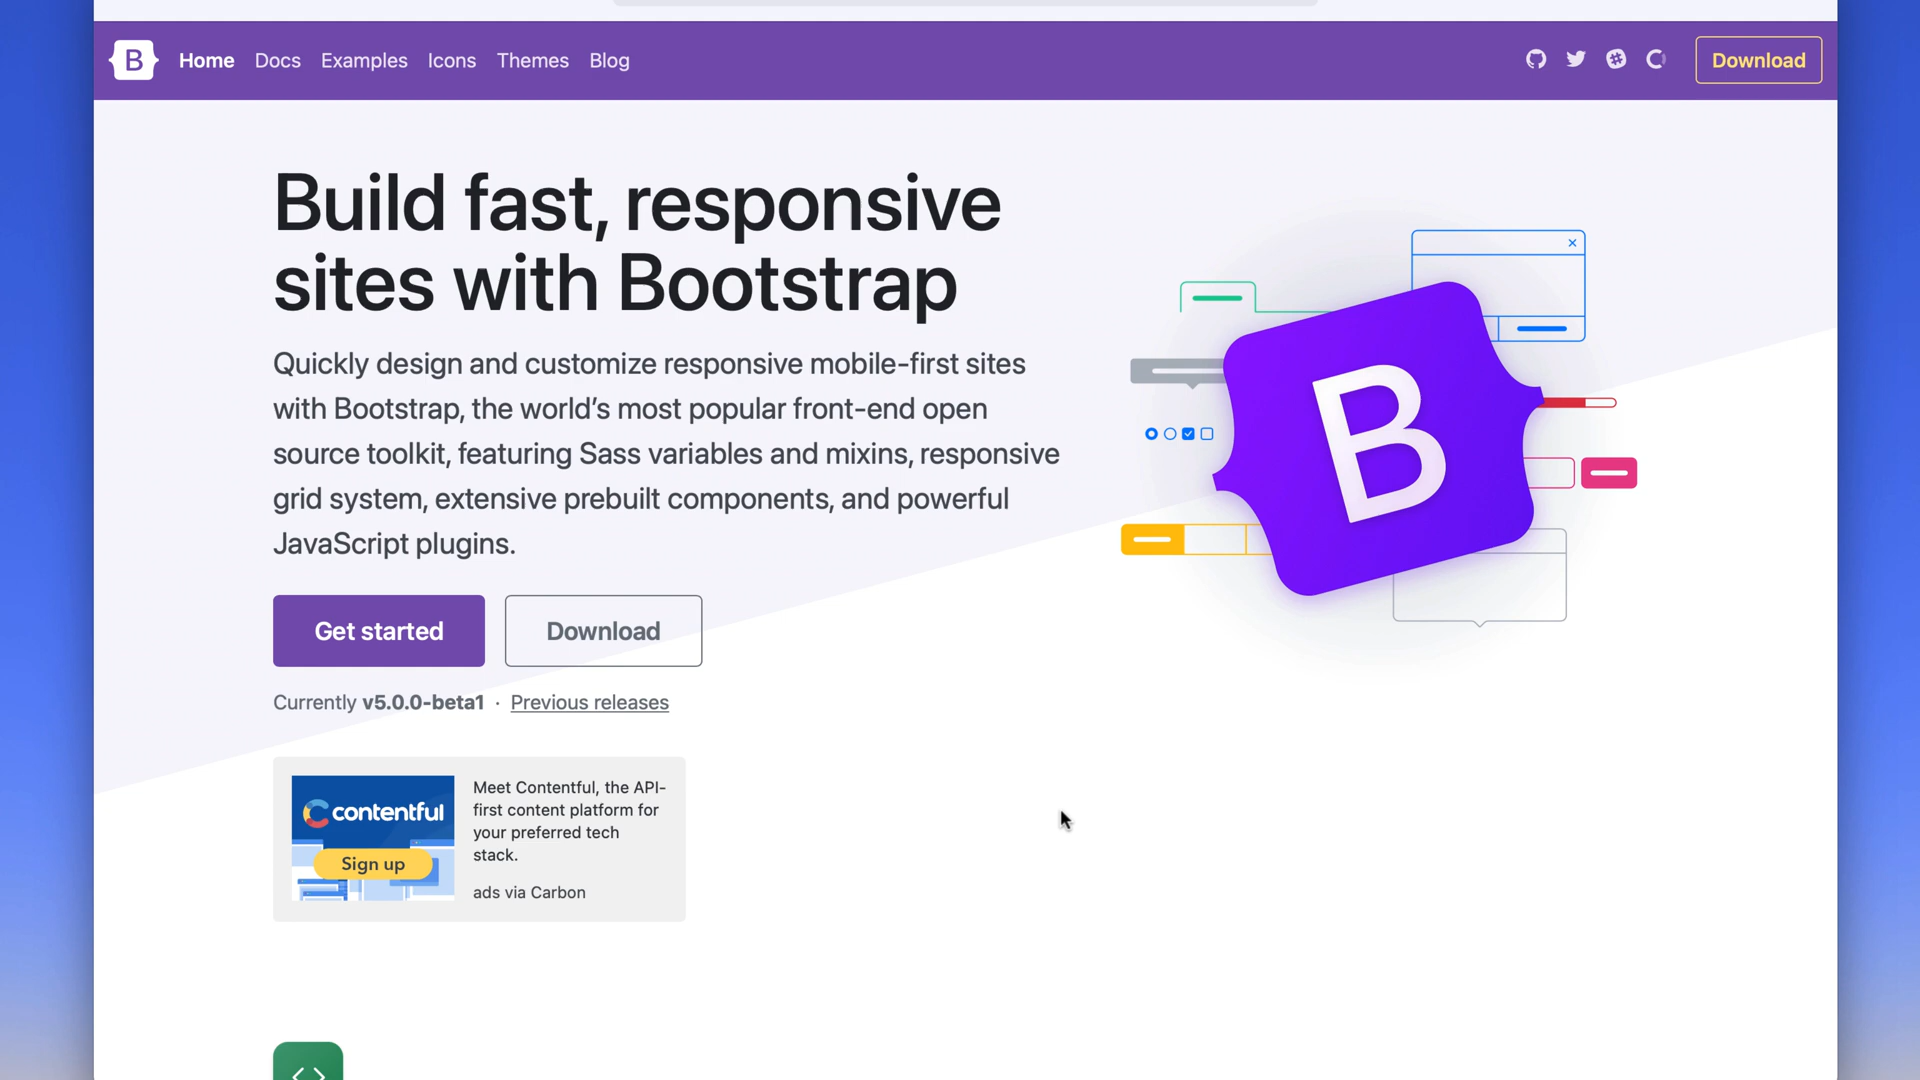 B Home Docs Examples Icons Themes Blog Download
Build fast, responsive
sites with Bootstrap
Quickly design and customize responsive mobile-first sites
with Bootstrap, the world’s most popular front-end open
source toolkit, featuring Sass variables and mixins, responsive
grid system, extensive prebuilt components, and powerful
JavaScript plugins.
B
Get started Download
Currently v5.0.0-beta1 · Previous releases
contentful
Sign up
Meet Contentful, the API-
first content platform for
your preferred tech
stack.
ads via Carbon